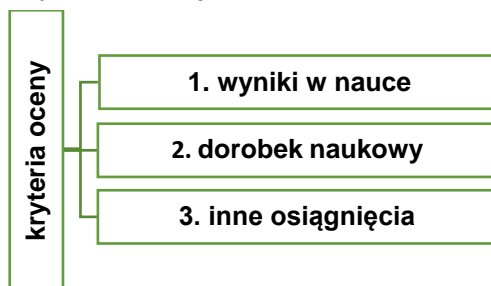 kryteria oceny
1. wyniki w nauce
2. dorobek naukowy
3. inne osiągnięcia